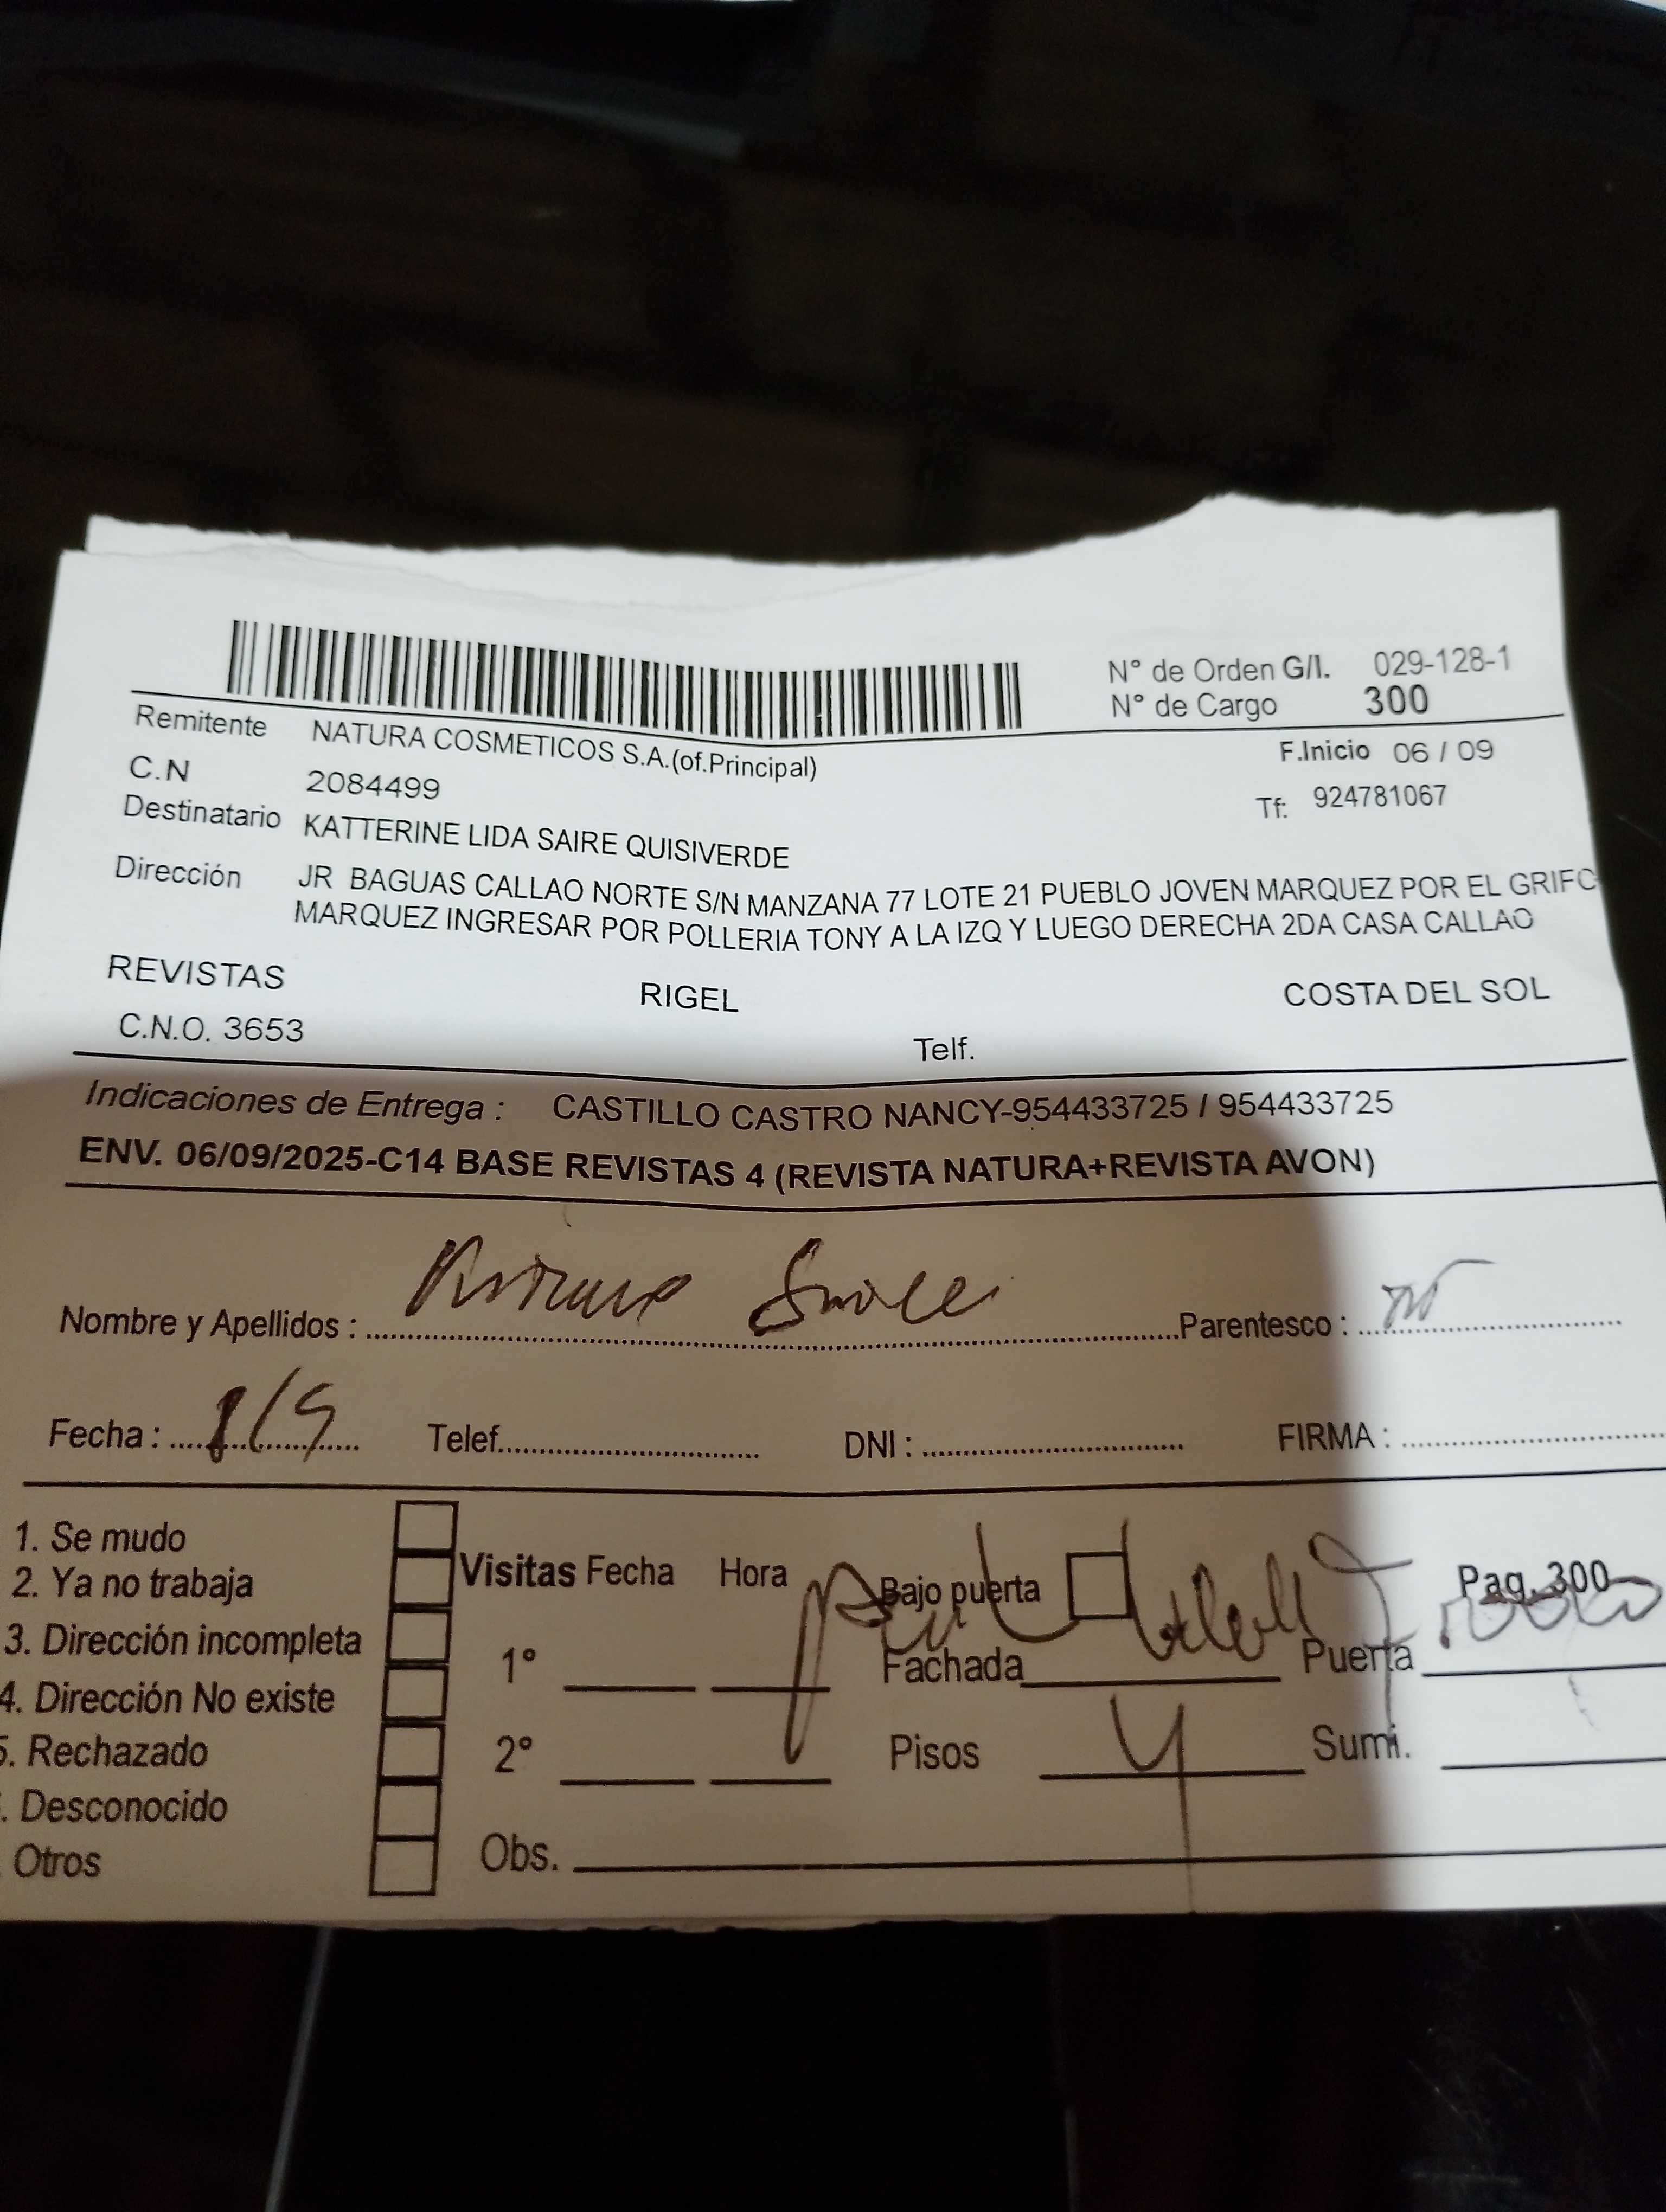 N° de Orden G/I. 029-128-1
N° de Cargo 300
Remitente NATURA COSMETICOS S.A.(of.Principal)
F.Inicio 06 / 09
C.N 2084499
Tf: 924781067
Destinatario KATTERINE LIDA SAIRE QUISIVERDE
Dirección JR BAGUAS CALLAO NORTE S/N MANZANA 77 LOTE 21 PUEBLO JOVEN MARQUEZ POR EL GRIFO
MARQUEZ INGRESAR POR POLLERIA TONY A LA IZQ Y LUEGO DERECHA 2DA CASA CALLAO
REVISTAS RIGEL COSTA DEL SOL
C.N.O. 3653 Telf.
Indicaciones de Entrega : CASTILLO CASTRO NANCY-954433725 / 954433725
ENV. 06/09/2025-C14 BASE REVISTAS 4 (REVISTA NATURA+REVISTA AVON)
Nombre y Apellidos : Parentesco :
Fecha : 8/9 Telef. DNI : FIRMA :
1. Se mudo
2. Ya no trabaja
3. Dirección incompleta
4. Dirección No existe
5. Rechazado
. Desconocido
Otros
Visitas Fecha Hora Bajo puerta Pag. 300
1° Fachada Puerta
2° Pisos 4 Sumi.
Obs.